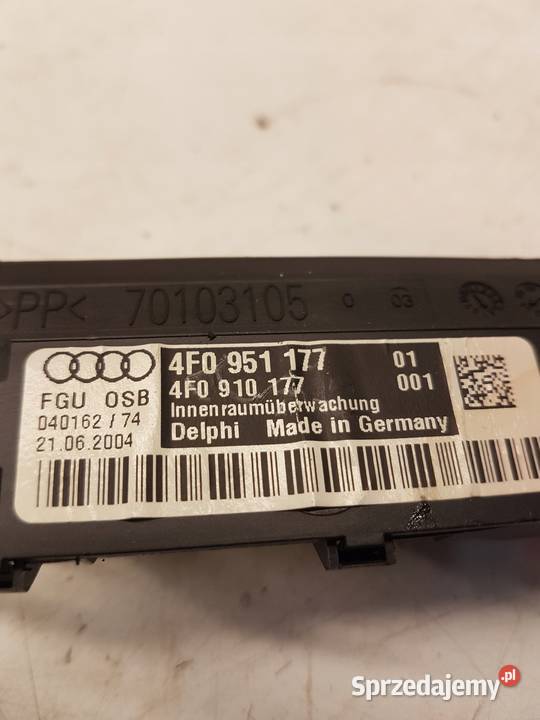 >PP< 70103105
4F0 951 177 01
4F0 910 177 001
Innenraumüberwachung
Delphi Made in Germany
FGU OSB
040162 / 74
21.06.2004
Sprzedajemy.pl